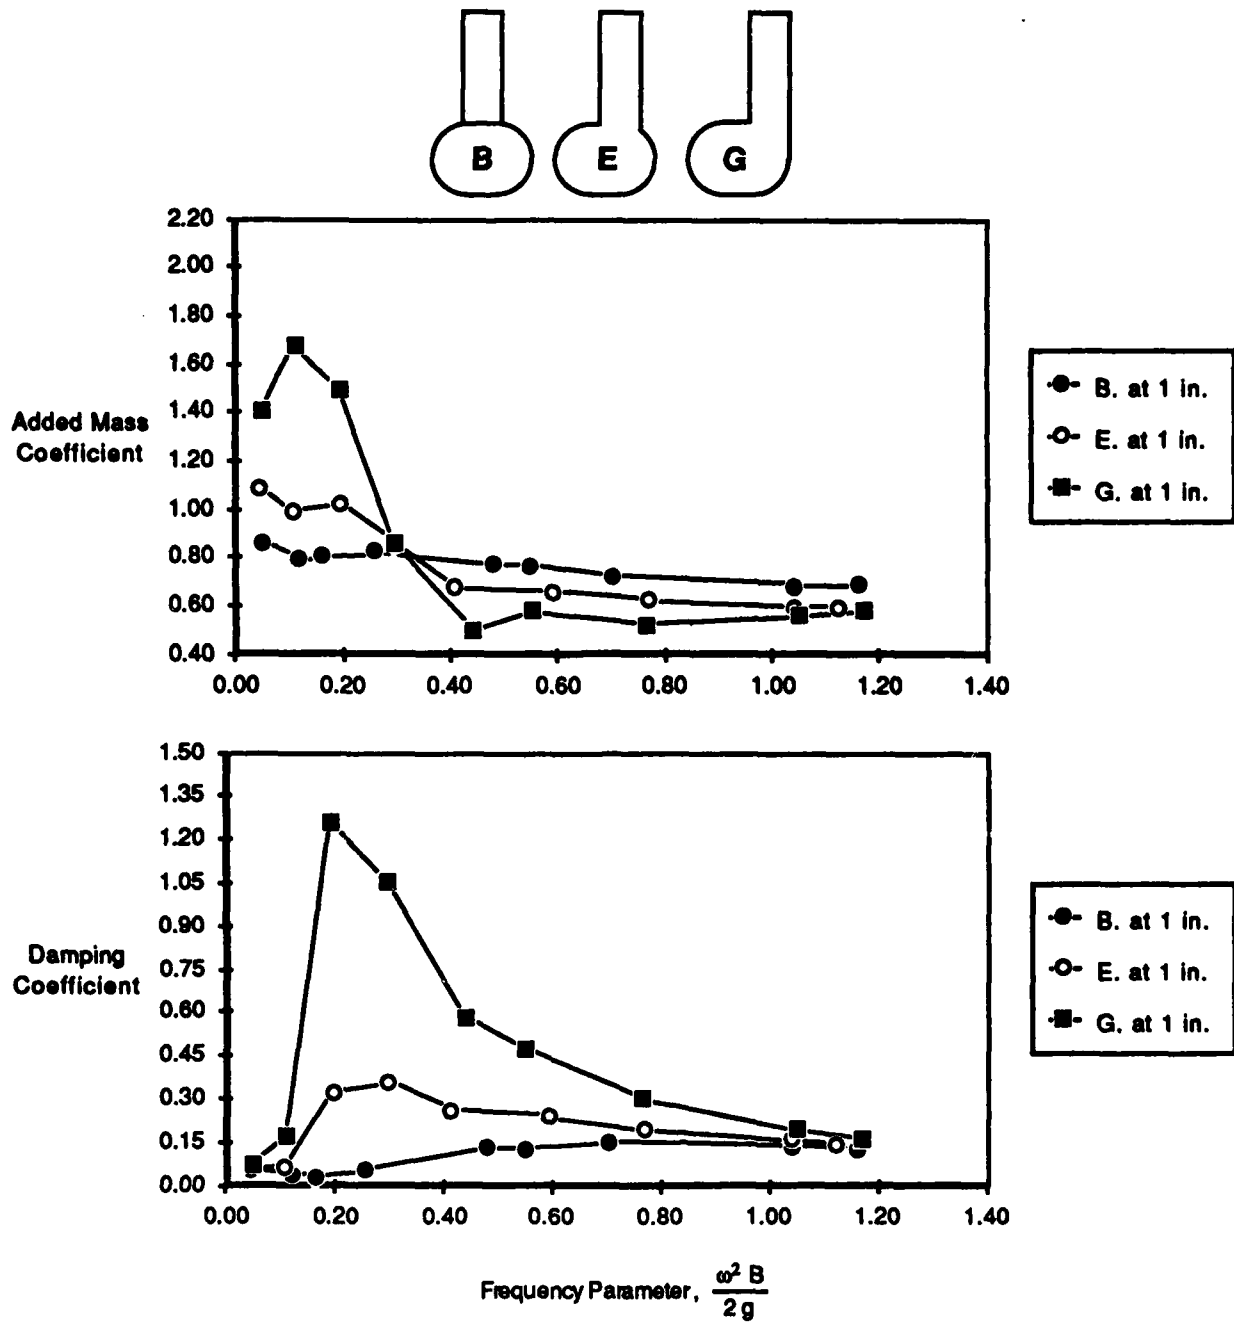 B E G
2.20
2.00
1.80
1.60
1.40
1.20
1.00
0.80
0.60
0.40
Added Mass
Coefficient
0.00 0.20 0.40 0.60 0.80 1.00 1.20 1.40
B. at 1 in.
E. at 1 in.
G. at 1 in.
1.50
1.35
1.20
1.05
0.90
0.75
0.60
0.45
0.30
0.15
0.00
Damping
Coefficient
0.00 0.20 0.40 0.60 0.80 1.00 1.20 1.40
B. at 1 in.
E. at 1 in.
G. at 1 in.
Frequency Parameter, ω² B
2 g